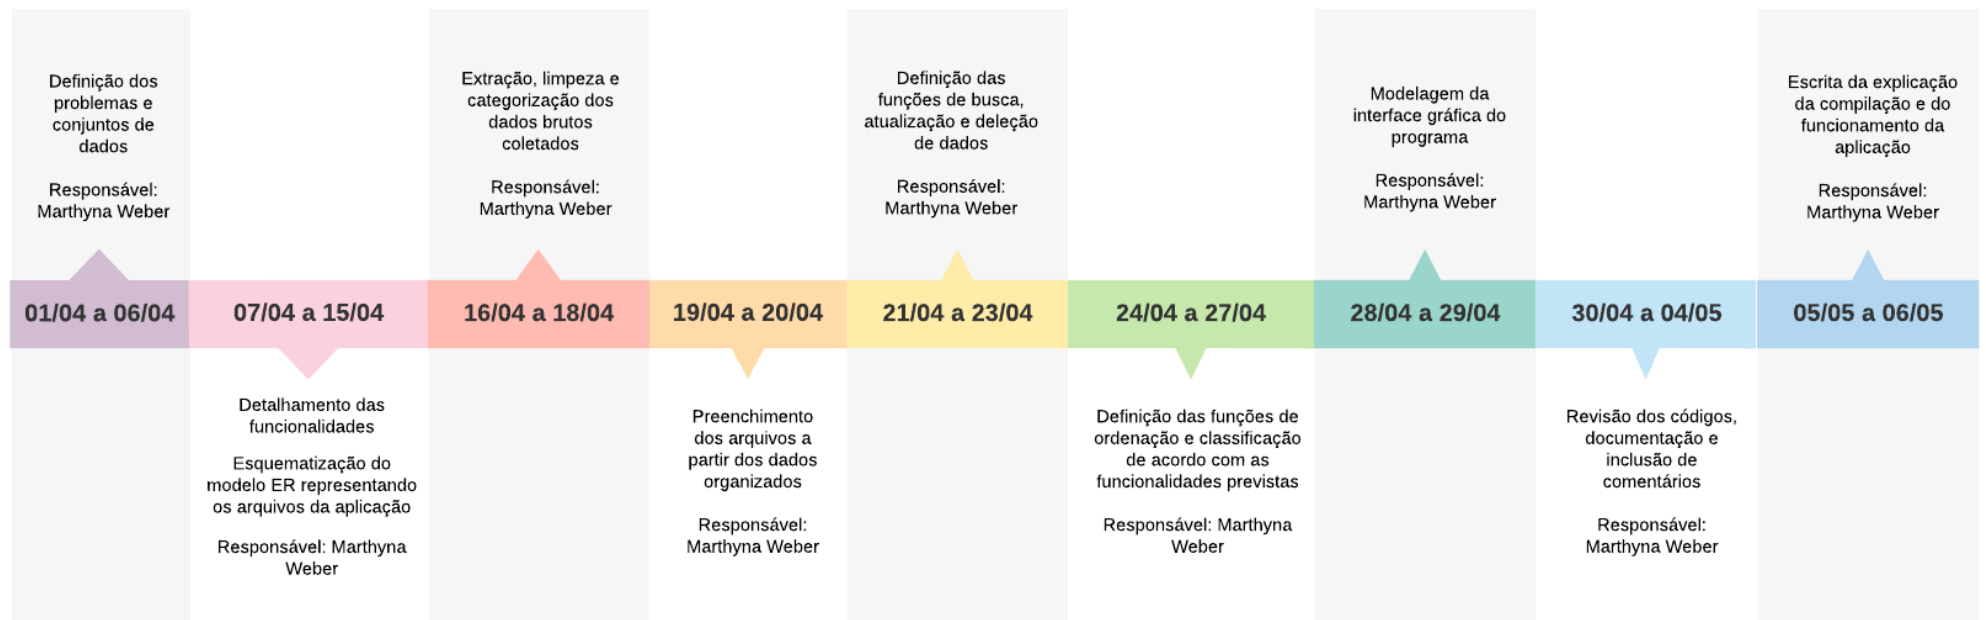 Definição dos
problemas e
conjuntos de
dados
Responsável:
Marthyna Weber
01/04 a 06/04
07/04 a 15/04
Detalhamento das
funcionalidades
Esquematização do
modelo ER representando
os arquivos da aplicação
Responsável: Marthyna
Weber
Extração, limpeza e
categorização dos
dados brutos
coletados
Responsável:
Marthyna Weber
16/04 a 18/04
19/04 a 20/04
Preenchimento
dos arquivos a
partir dos dados
organizados
Responsável:
Marthyna Weber
Definição das
funções de busca,
atualização e deleção
de dados
Responsável:
Marthyna Weber
21/04 a 23/04
24/04 a 27/04
Definição das funções de
ordenação e classificação
de acordo com as
funcionalidades previstas
Responsável: Marthyna
Weber
Modelagem da
interface gráfica do
programa
Responsável:
Marthyna Weber
28/04 a 29/04
30/04 a 04/05
Revisão dos códigos,
documentação e
inclusão de
comentários
Responsável:
Marthyna Weber
Escrita da explicação
da compilação e do
funcionamento da
aplicação
Responsável:
Marthyna Weber
05/05 a 06/05